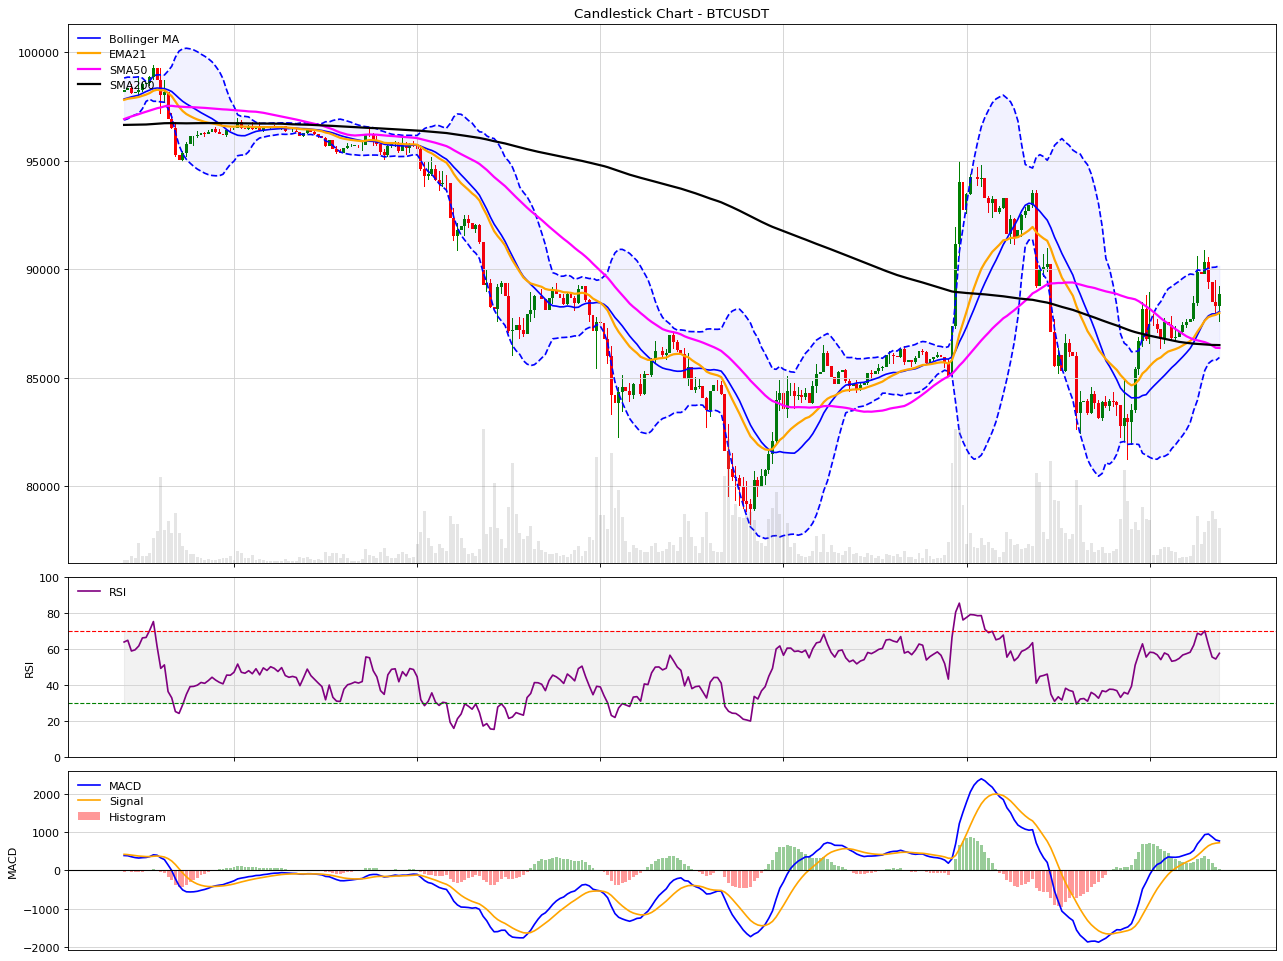 Candlestick Chart - BTCUSDT
Bollinger MA
EMA21
SMA50
SMA200
100000
95000
90000
85000
80000
RSI
100
80
60
40
20
0
RSI
MACD
Signal
Histogram
2000
1000
0
−1000
−2000
MACD